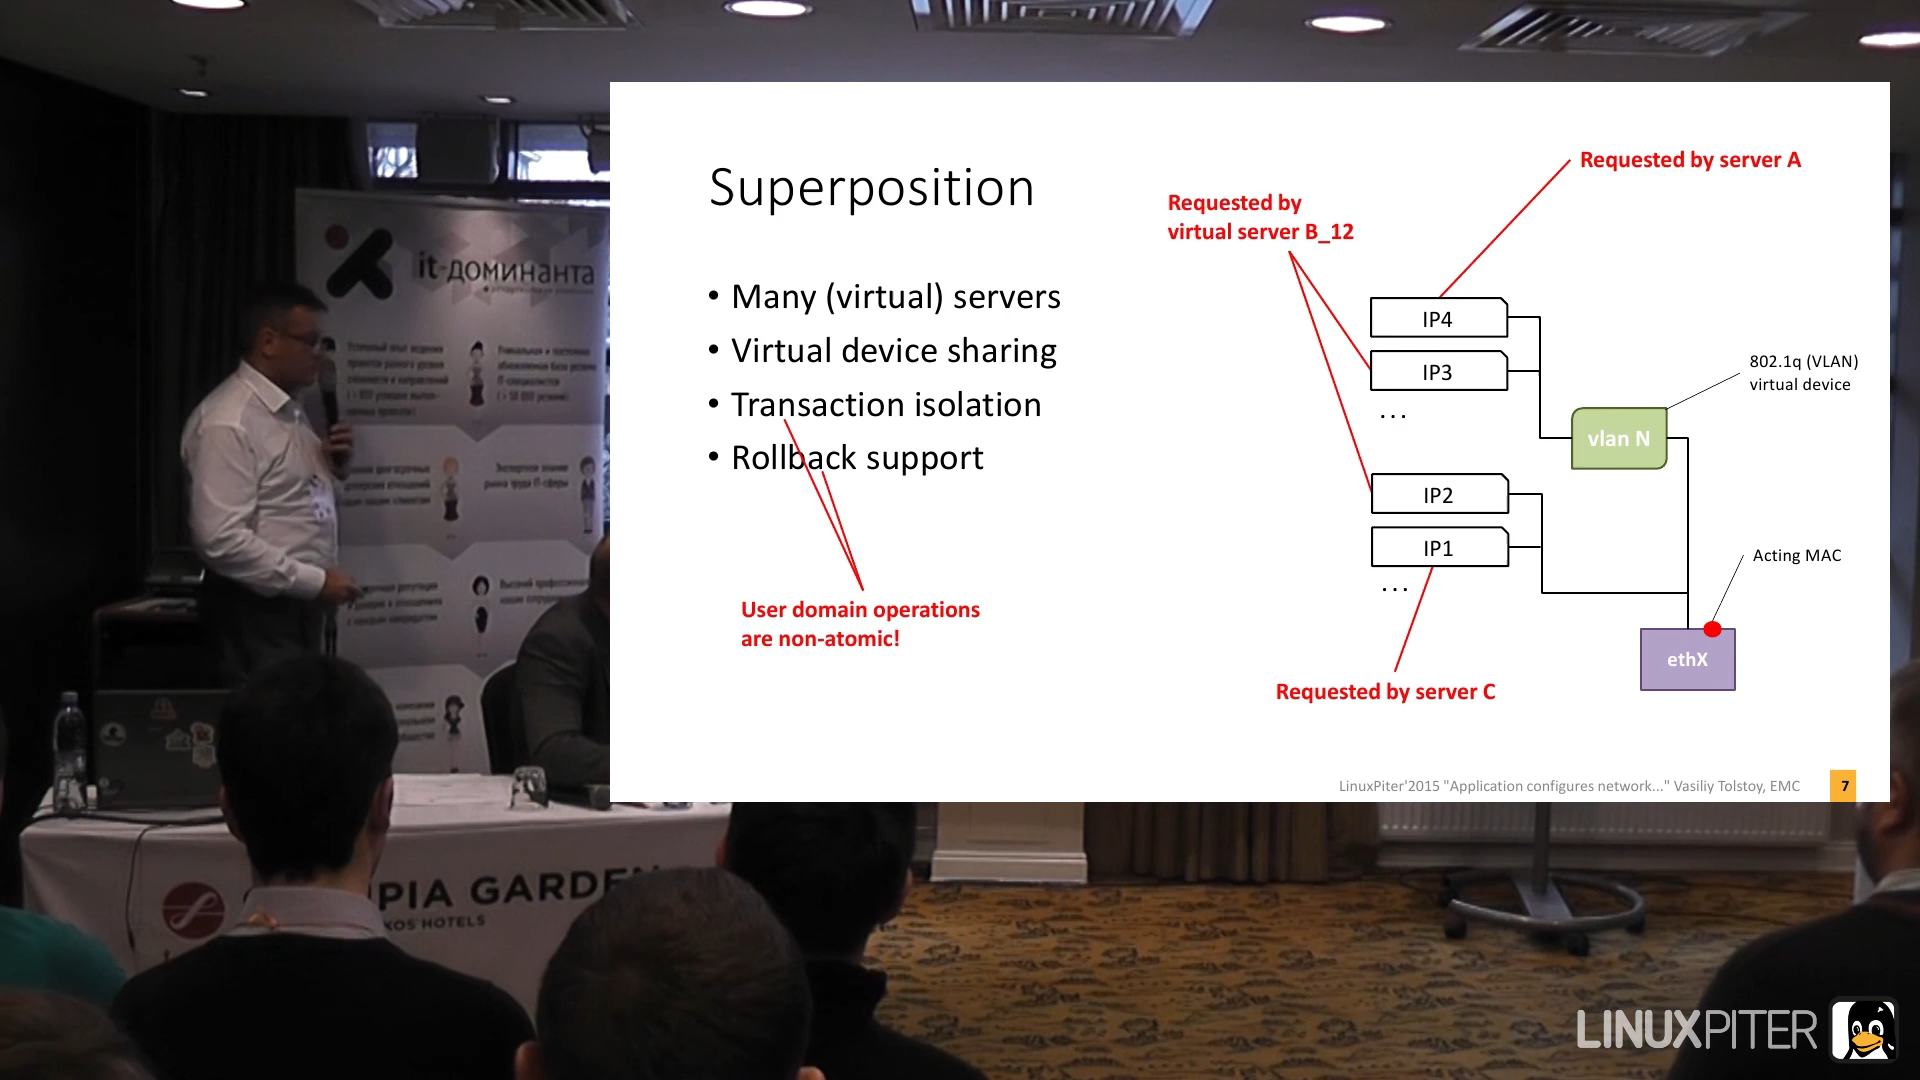 Superposition
• Many (virtual) servers
• Virtual device sharing
• Transaction isolation
• Rollback support
User domain operations
are non-atomic!
Requested by server A
Requested by
virtual server B_12
IP4
IP3
...
IP2
IP1
...
802.1q (VLAN)
virtual device
vlan N
Acting MAC
ethX
Requested by server C
LinuxPiter'2015 "Application configures network..." Vasiliy Tolstoy, EMC
7
it-доминанта
PIA GARDEN
HOTELS
LINUXPITER